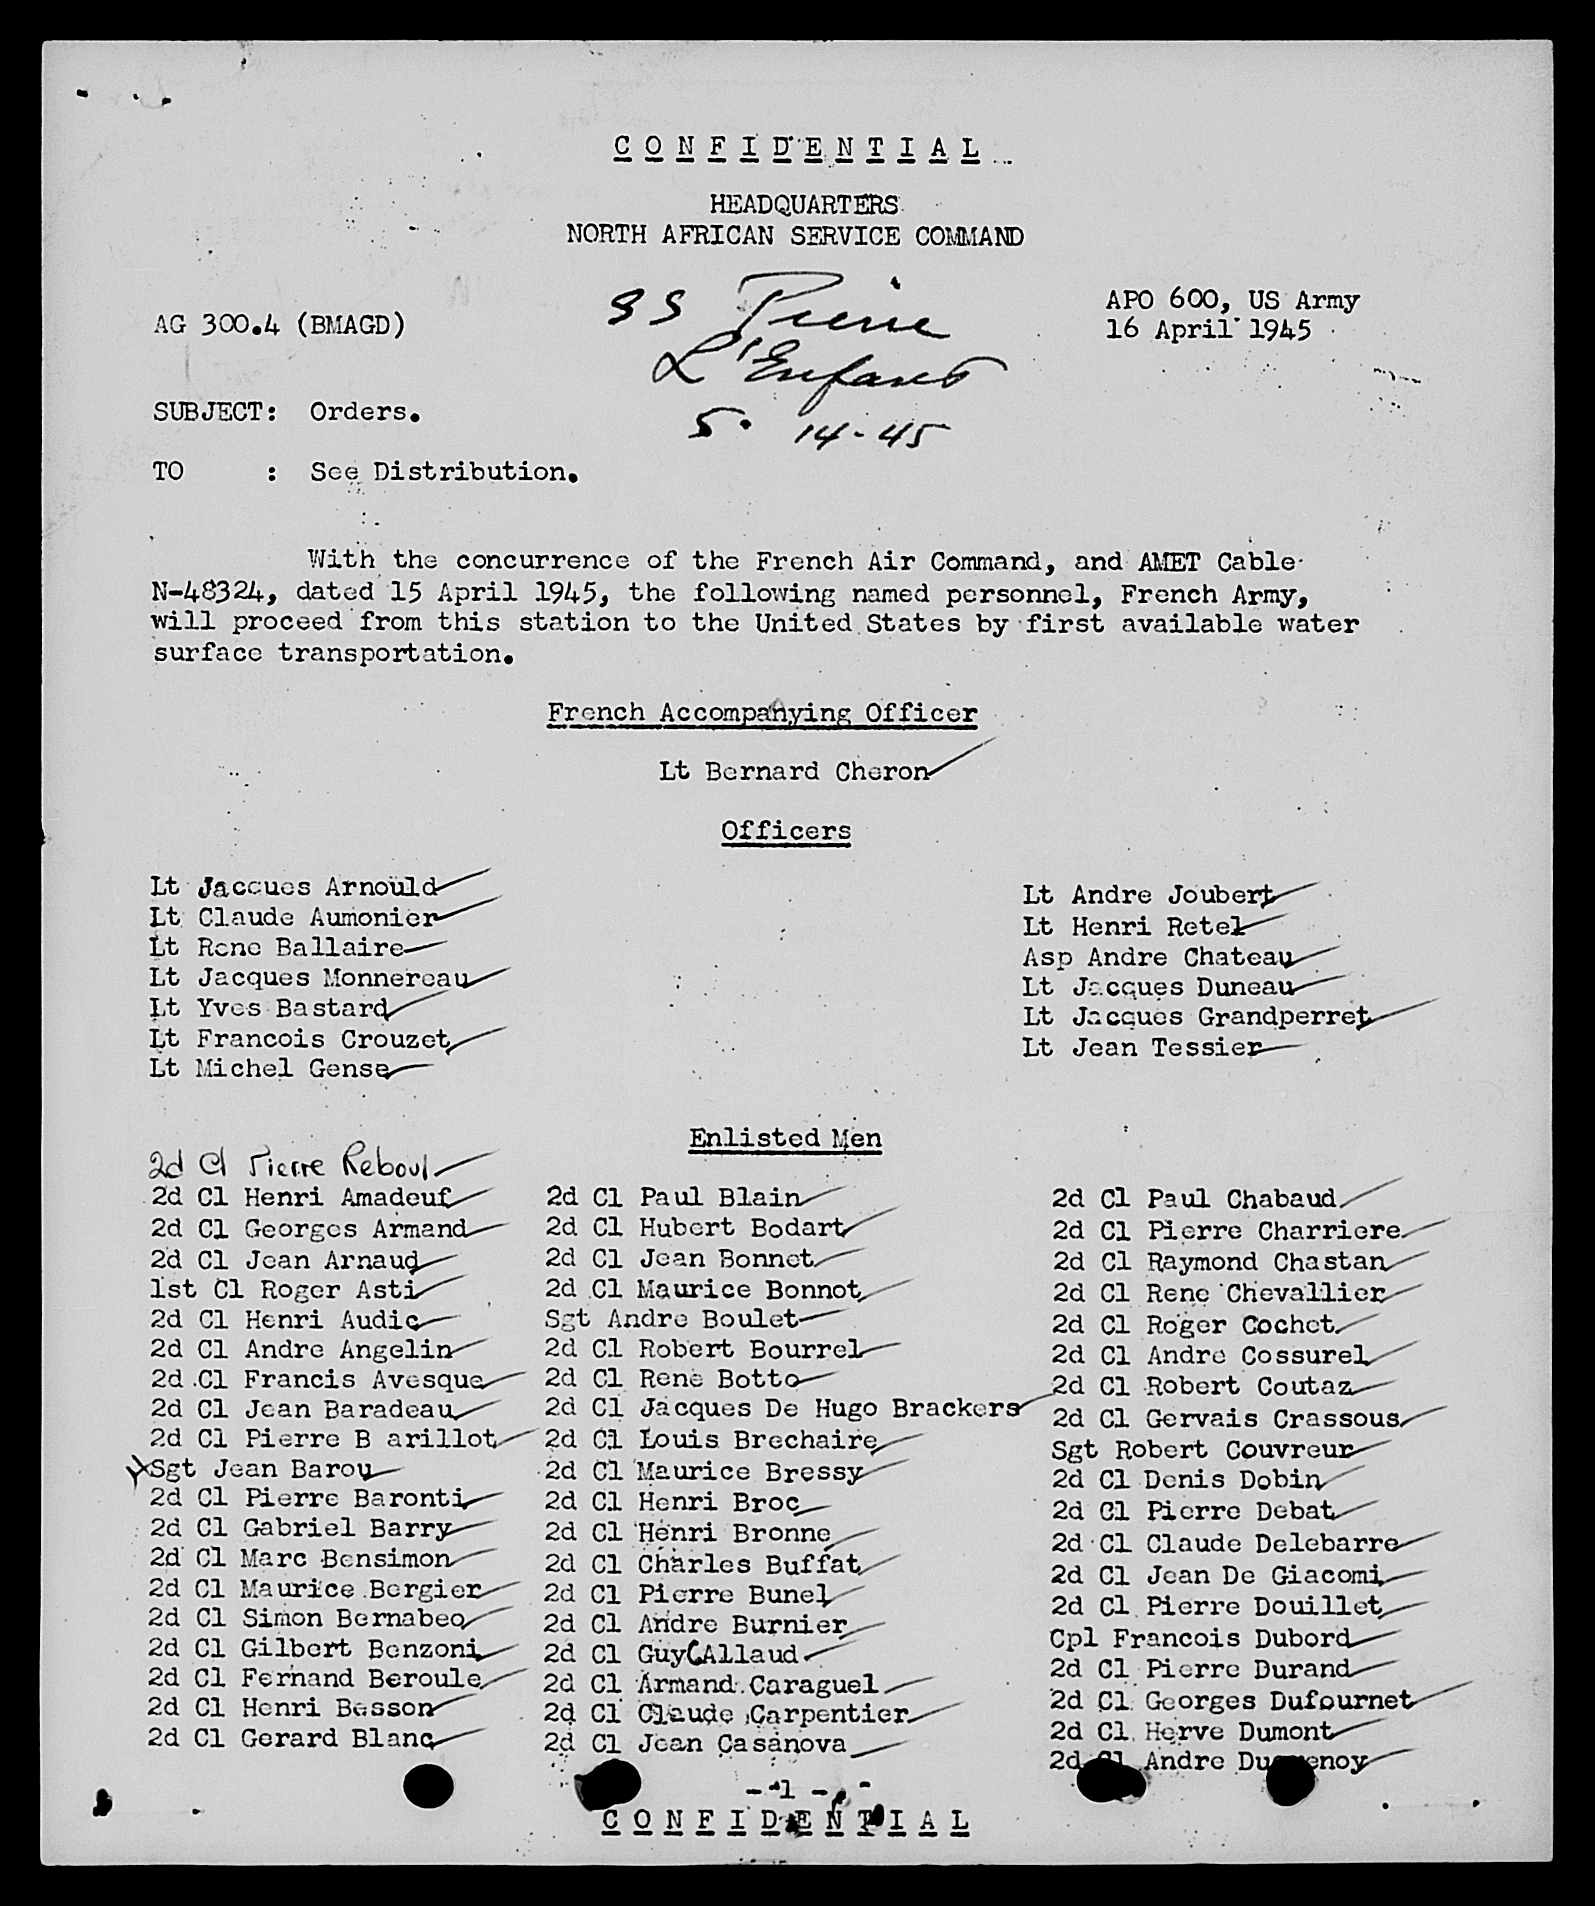 CONFIDENTIAL
HEADQUARTERS
NORTH AFRICAN SERVICE COMMAND
SS Pierre
L'Enfant
5. 14-45
AG 300.4 (BMAGD)
APO 600, US Army
16 April 1945
SUBJECT: Orders.
TO : See Distribution.
With the concurrence of the French Air Command, and AMET Cable
N-48324, dated 15 April 1945, the following named personnel, French Army,
will proceed from this station to the United States by first available water
surface transportation.
French Accompanying Officer
Lt Bernard Cheron
Officers
Lt Jacques Arnould
Lt Claude Aumonier
Lt Rene Ballaire
Lt Jacques Monnereau
Lt Yves Bastard
Lt Francois Crouzet
Lt Michel Gense
Lt Andre Joubert
Lt Henri Retel
Asp Andre Chateau
Lt Jacques Duneau
Lt Jacques Grandperret
Lt Jean Tessier
Enlisted Men
2d Cl Pierre Reboul
2d Cl Henri Amadeuf
2d Cl Georges Armand
2d Cl Jean Arnaud
1st Cl Roger Asti
2d Cl Henri Audic
2d Cl Andre Angelin
2d Cl Francis Avesque
2d Cl Jean Baradeau
2d Cl Pierre B arillot
Sgt Jean Barou
2d Cl Pierre Baronti
2d Cl Gabriel Barry
2d Cl Marc Bensimon
2d Cl Maurice Bergier
2d Cl Simon Bernabeo
2d Cl Gilbert Benzoni
2d Cl Fernand Beroule
2d Cl Henri Besson
2d Cl Gerard Blanc
2d Cl Paul Blain
2d Cl Hubert Bodart
2d Cl Jean Bonnet
2d Cl Maurice Bonnot
Sgt Andre Boulet
2d Cl Robert Bourrel
2d Cl Rene Botto
2d Cl Jacques De Hugo Brackers
2d Cl Louis Brechaire
2d Cl Maurice Bressy
2d Cl Henri Broc
2d Cl Henri Bronne
2d Cl Charles Buffat
2d Cl Pierre Bunel
2d Cl Andre Burnier
2d Cl Guy CAllaud
2d Cl Armand Caraguel
2d Cl Claude Carpentier
2d Cl Jean Casanova
2d Cl Paul Chabaud
2d Cl Pierre Charriere
2d Cl Raymond Chastan
2d Cl Rene Chevallier
2d Cl Roger Cochet
2d Cl Andre Cossurel
2d Cl Robert Coutaz
2d Cl Gervais Crassous
Sgt Robert Couvreur
2d Cl Denis Dobin
2d Cl Pierre Debat
2d Cl Claude Delebarre
2d Cl Jean De Giacomi
2d Cl Pierre Douillet
Cpl Francois Dubord
2d Cl Pierre Durand
2d Cl Georges Dufournet
2d Cl Herve Dumont
2d Cl Andre
- 1 -
CONFIDENTIAL